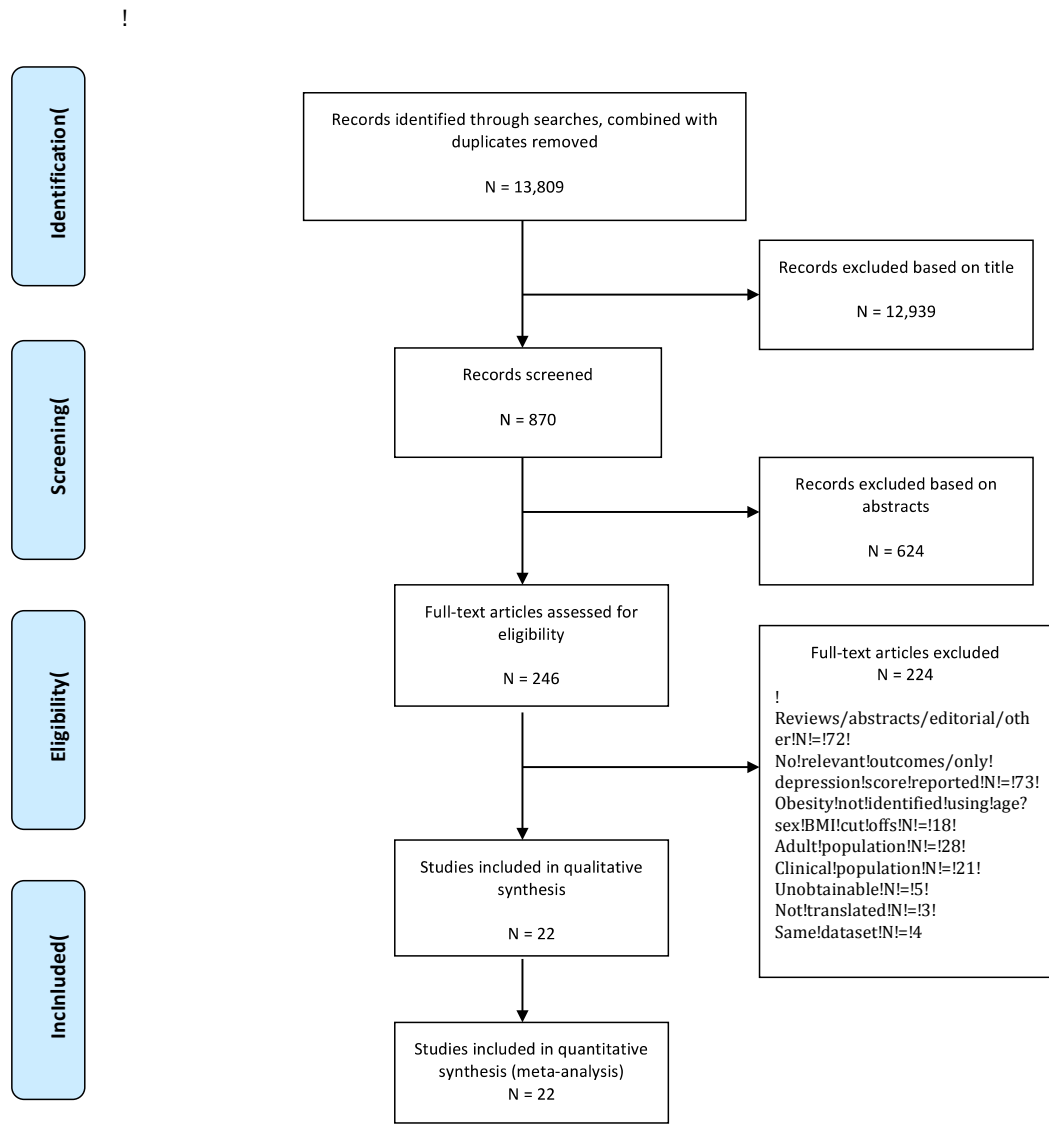 !
Identification(
Records identified through searches, combined with
duplicates removed
N = 13,809
Records excluded based on title
N = 12,939
Screening(
Records screened
N = 870
Records excluded based on
abstracts
N = 624
Eligibility(
Full-text articles assessed for
eligibility
N = 246
Full-text articles excluded
N = 224
!
Reviews/abstracts/editorial/oth
er!N!=!72!
No!relevant!outcomes/only!
depression!score!reported!N!=!73!
Obesity!not!identified!using!age?
sex!BMI!cut!offs!N!=!18!
Adult!population!N!=!28!
Clinical!population!N!=!21!
Unobtainable!N!=!5!
Not!translated!N!=!3!
Same!dataset!N!=!4
IncInluded(
Studies included in qualitative
synthesis
N = 22
Studies included in quantitative
synthesis (meta-analysis)
N = 22